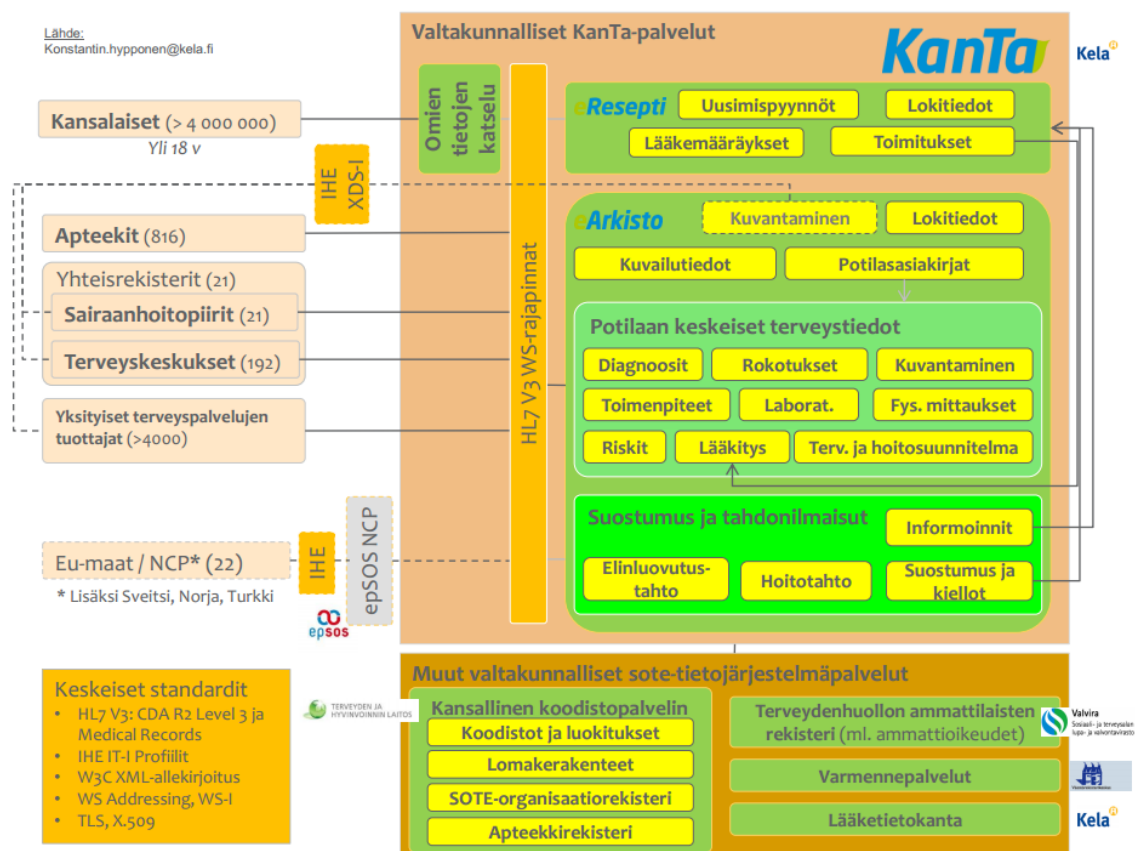 Lähde:
Konstantin.hypponen@kela.fi
Valtakunnalliset KanTa-palvelut
KanTa
Kela
Omien
tietojen
katselu
Kansalaiset (> 4 000 000)
Yli 18 v
eResepti
Uusimispyynnöt
Lokitiedot
Lääkemääräykset
Toimitukset
IHE
XDS-I
HL7 V3 WS-rajapinnat
eArkisto
Kuvantaminen
Lokitiedot
Apteekit (816)
Kuvailutiedot
Potilasasiakirjat
Yhteisrekisterit (21)
Sairaanhoitopiirit (21)
Terveyskeskukset (192)
Potilaan keskeiset terveystiedot
Diagnoosit
Rokotukset
Kuvantaminen
Toimenpiteet
Laborat.
Fys. mittaukset
Riskit
Lääkitys
Terv. ja hoitosuunnitelma
Yksityiset terveyspalvelujen
tuottajat (>4000)
Suostumus ja tahdonilmaisut
Informoinnit
Elinluovutus-
tahto
Hoitotahto
Suostumus ja
kiellot
Eu-maat / NCP* (22)
* Lisäksi Sveitsi, Norja, Turkki
IHE
epSOS NCP
epsos
Keskeiset standardit
• HL7 V3: CDA R2 Level 3 ja
Medical Records
• IHE IT-I Profiilit
• W3C XML-allekirjoitus
• WS Addressing, WS-I
• TLS, X.509
TERVEYDEN JA
HYVINVOINNIN LAITOS
Muut valtakunnalliset sote-tietojärjestelmäpalvelut
Kansallinen koodistopalvelin
Koodistot ja luokitukset
Lomakerakenteet
SOTE-organisaatiorekisteri
Apteekkirekisteri
Terveydenhuollon ammattilaisten
rekisteri (ml. ammattioikeudet)
Valvira
Sosiaali- ja terveysalan
lupa- ja valvontavirasto
Varmennepalvelut
Lääketietokanta
Kela